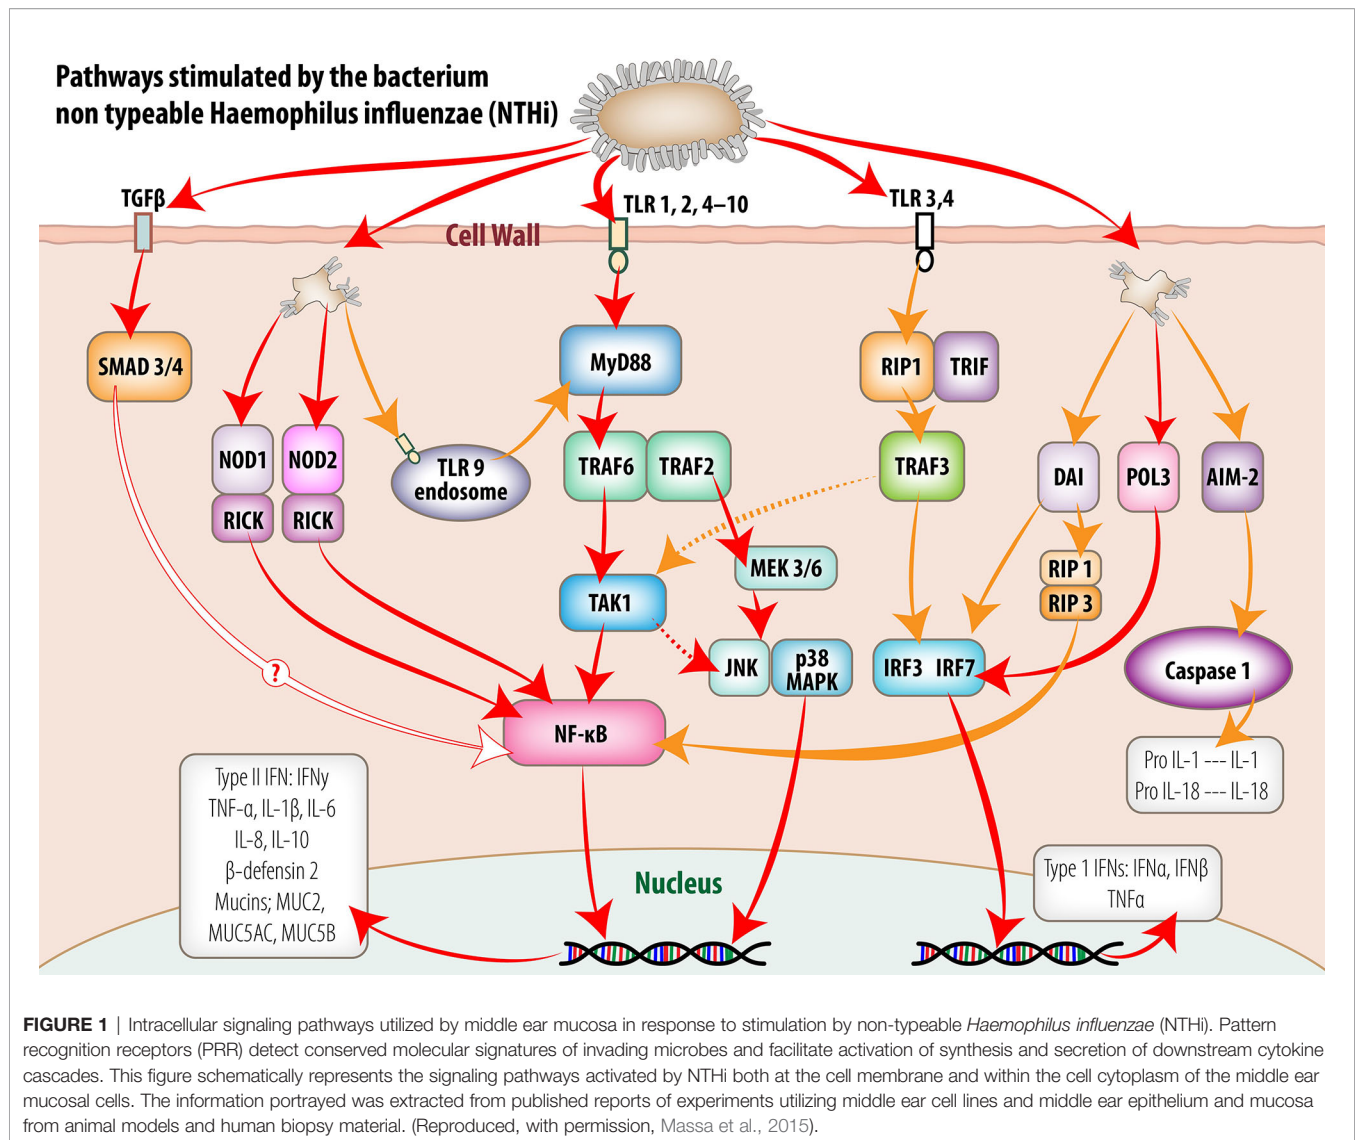 Pathways stimulated by the bacterium
non typeable Haemophilus influenzae (NTHi)
TGFβ
TLR 1, 2, 4–10
TLR 3,4
Cell Wall
SMAD 3/4
MyD88
RIP1
TRIF
NOD1
NOD2
TLR 9
endosome
TRAF6
TRAF2
TRAF3
DAI
POL3
AIM-2
RICK
RICK
MEK 3/6
RIP 1
RIP 3
TAK1
JNK
p38
MAPK
IRF3 IRF7
Caspase 1
?
NF-κB
Pro IL-1 --- IL-1
Pro IL-18 --- IL-18
Type II IFN: IFNy
TNF-α, IL-1β, IL-6
IL-8, IL-10
β-defensin 2
Mucins; MUC2,
MUC5AC, MUC5B
Nucleus
Type 1 IFNs: IFNα, IFNβ
TNFα
FIGURE 1 | Intracellular signaling pathways utilized by middle ear mucosa in response to stimulation by non-typeable Haemophilus influenzae (NTHi). Pattern
recognition receptors (PRR) detect conserved molecular signatures of invading microbes and facilitate activation of synthesis and secretion of downstream cytokine
cascades. This figure schematically represents the signaling pathways activated by NTHi both at the cell membrane and within the cell cytoplasm of the middle ear
mucosal cells. The information portrayed was extracted from published reports of experiments utilizing middle ear cell lines and middle ear epithelium and mucosa
from animal models and human biopsy material. (Reproduced, with permission, Massa et al., 2015).